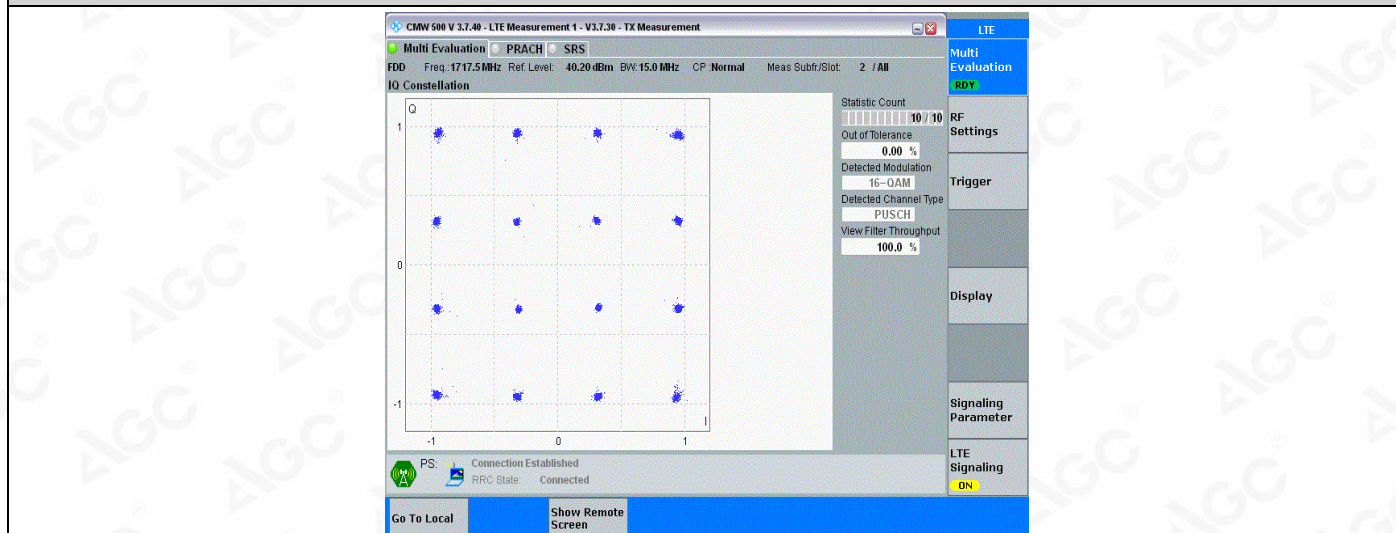 CMW 500 V 3.7.40 - LTE Measurement 1 - V3.7.30 - TX Measurement
LTE
Multi Evaluation PRACH SRS
FDD Freq.:1717.5 MHz Ref. Level: 40.20 dBm BW:15.0 MHz CP :Normal Meas Subfr./Slot: 2 / All
IQ Constellation
Q
1
0
-1
I
-1 0 1
Statistic Count
10 / 10
Out of Tolerance
0.00 %
Detected Modulation
16-QAM
Detected Channel Type
PUSCH
View Filter Throughput
100.0 %
Multi
Evaluation
RDY
RF
Settings
Trigger
Display
Signaling
Parameter
LTE
Signaling
ON
PS: Connection Established
RRC State: Connected
Go To Local
Show Remote
Screen
AGC